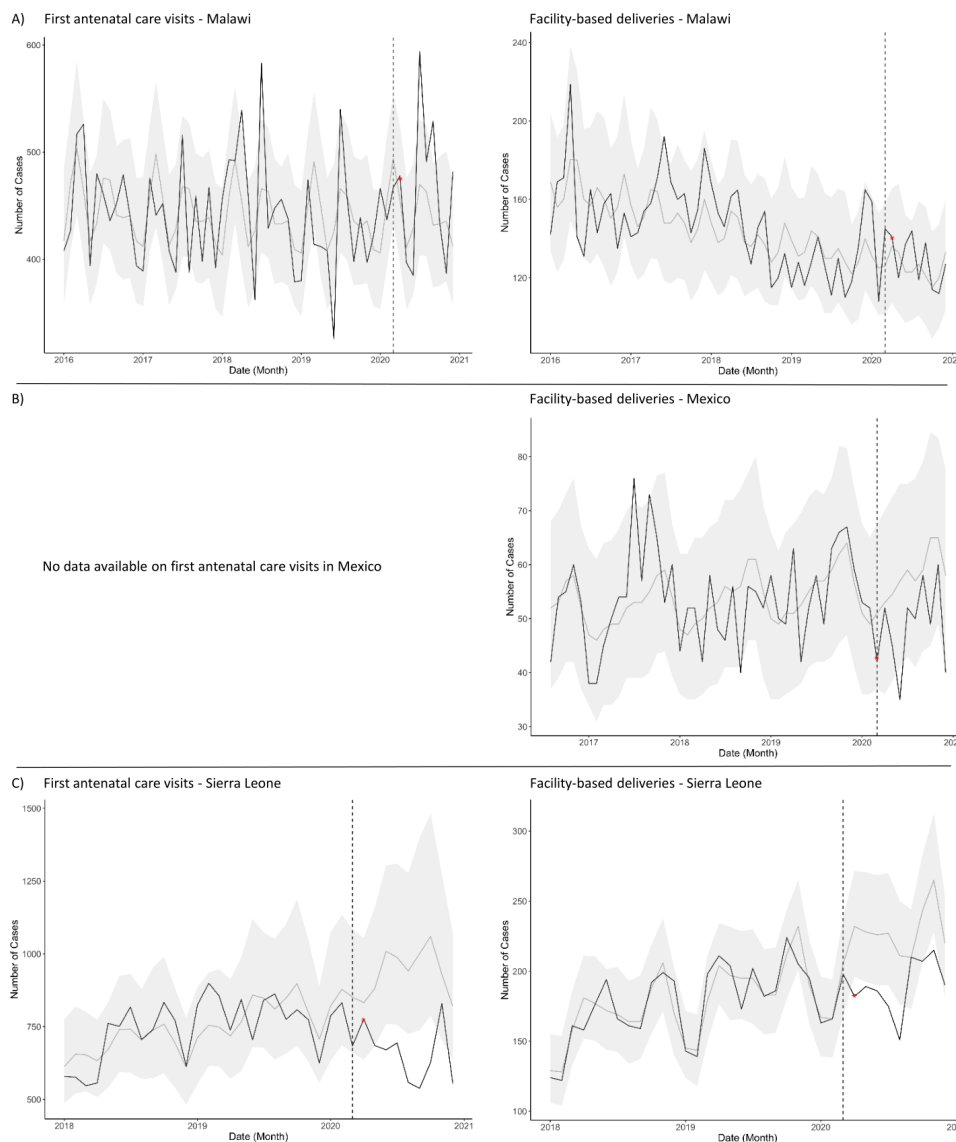 A) First antenatal care visits - Malawi
Facility-based deliveries - Malawi
Number of Cases
600
500
400
2016 2017 2018 2019 2020 2021
Date (Month)
Number of Cases
240
200
160
120
2016 2017 2018 2019 2020 202
Date (Month)
B)
Facility-based deliveries - Mexico
No data available on first antenatal care visits in Mexico
Number of Cases
80
70
60
50
40
30
2017 2018 2019 2020 202
Date (Month)
C) First antenatal care visits - Sierra Leone
Facility-based deliveries - Sierra Leone
Number of Cases
1500
1250
1000
750
500
2018 2019 2020 2021
Date (Month)
Number of Cases
300
250
200
150
100
2018 2019 2020 202
Date (Month)